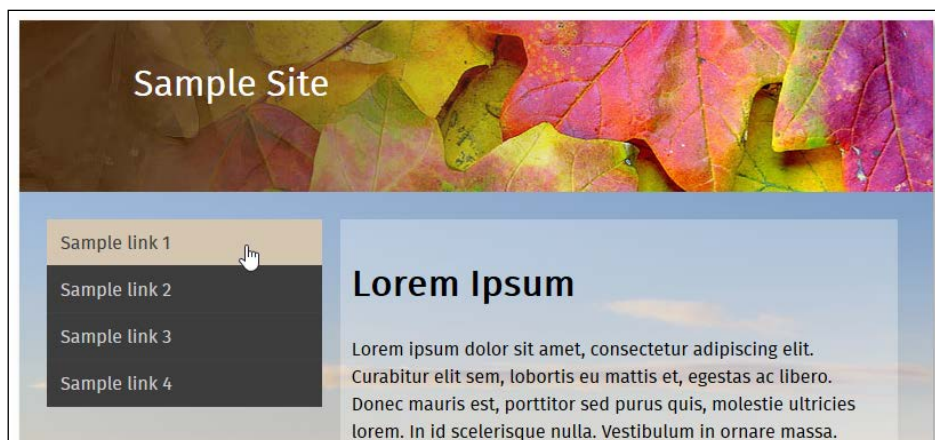 Sample Site
Sample link 1
Sample link 2
Sample link 3
Sample link 4
Lorem Ipsum
Lorem ipsum dolor sit amet, consectetur adipiscing elit.
Curabitur elit sem, lobortis eu mattis et, egestas ac libero.
Donec mauris est, porttitor sed purus quis, molestie ultricies
lorem. In id scelerisque nulla. Vestibulum in ornare massa.